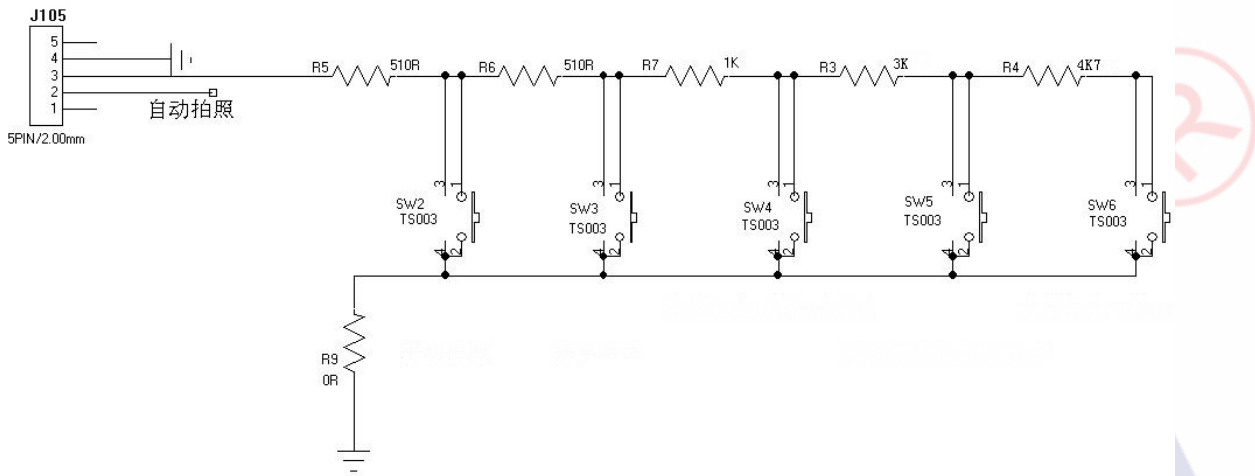 J105
5
4
3
2
1
5PIN/2.00mm
自动拍照
R5 510R
R6 510R
R7 1K
R3 3K
R4 4K7
3 1
SW2
TS003
4 2
3 1
SW3
TS003
4 2
3 1
SW4
TS003
4 2
3 1
SW5
TS003
4 2
3 1
SW6
TS003
4 2
R9
0R
R